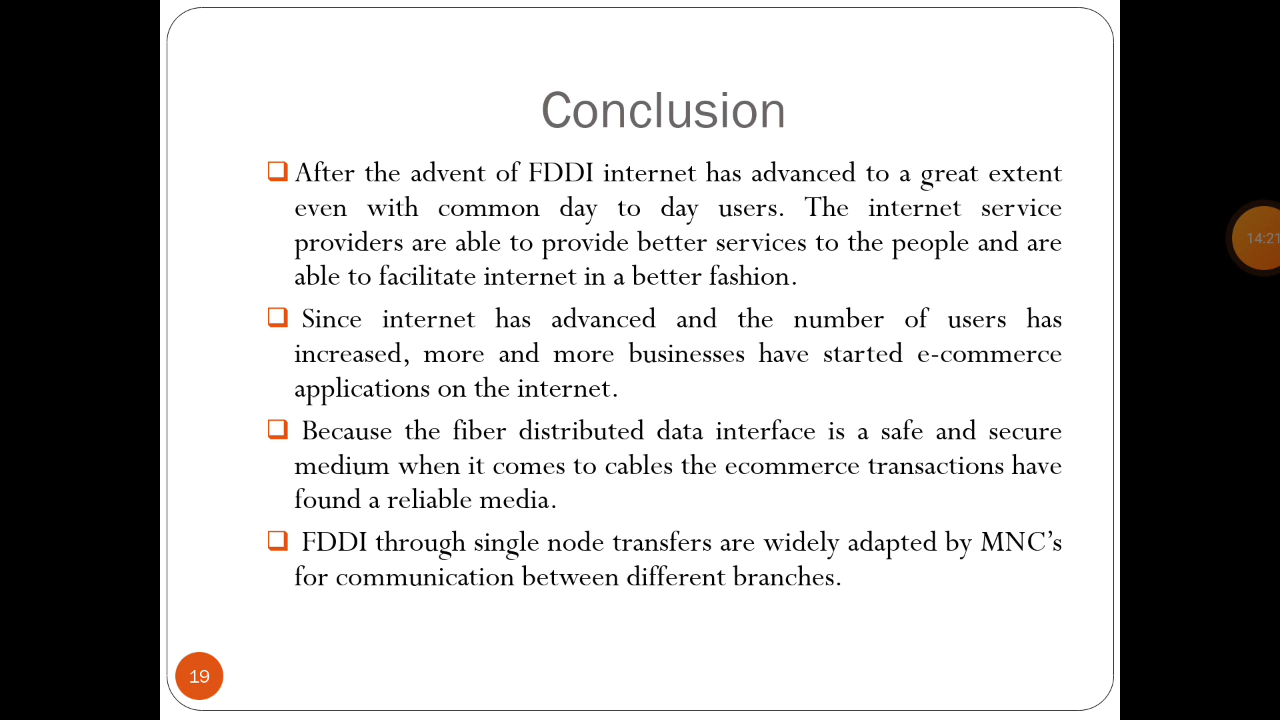 Conclusion
After the advent of FDDI internet has advanced to a great extent
even with common day to day users. The internet service
providers are able to provide better services to the people and are
able to facilitate internet in a better fashion.
Since internet has advanced and the number of users has
increased, more and more businesses have started e-commerce
applications on the internet.
Because the fiber distributed data interface is a safe and secure
medium when it comes to cables the ecommerce transactions have
found a reliable media.
FDDI through single node transfers are widely adapted by MNC's
for communication between different branches.
19
14:21